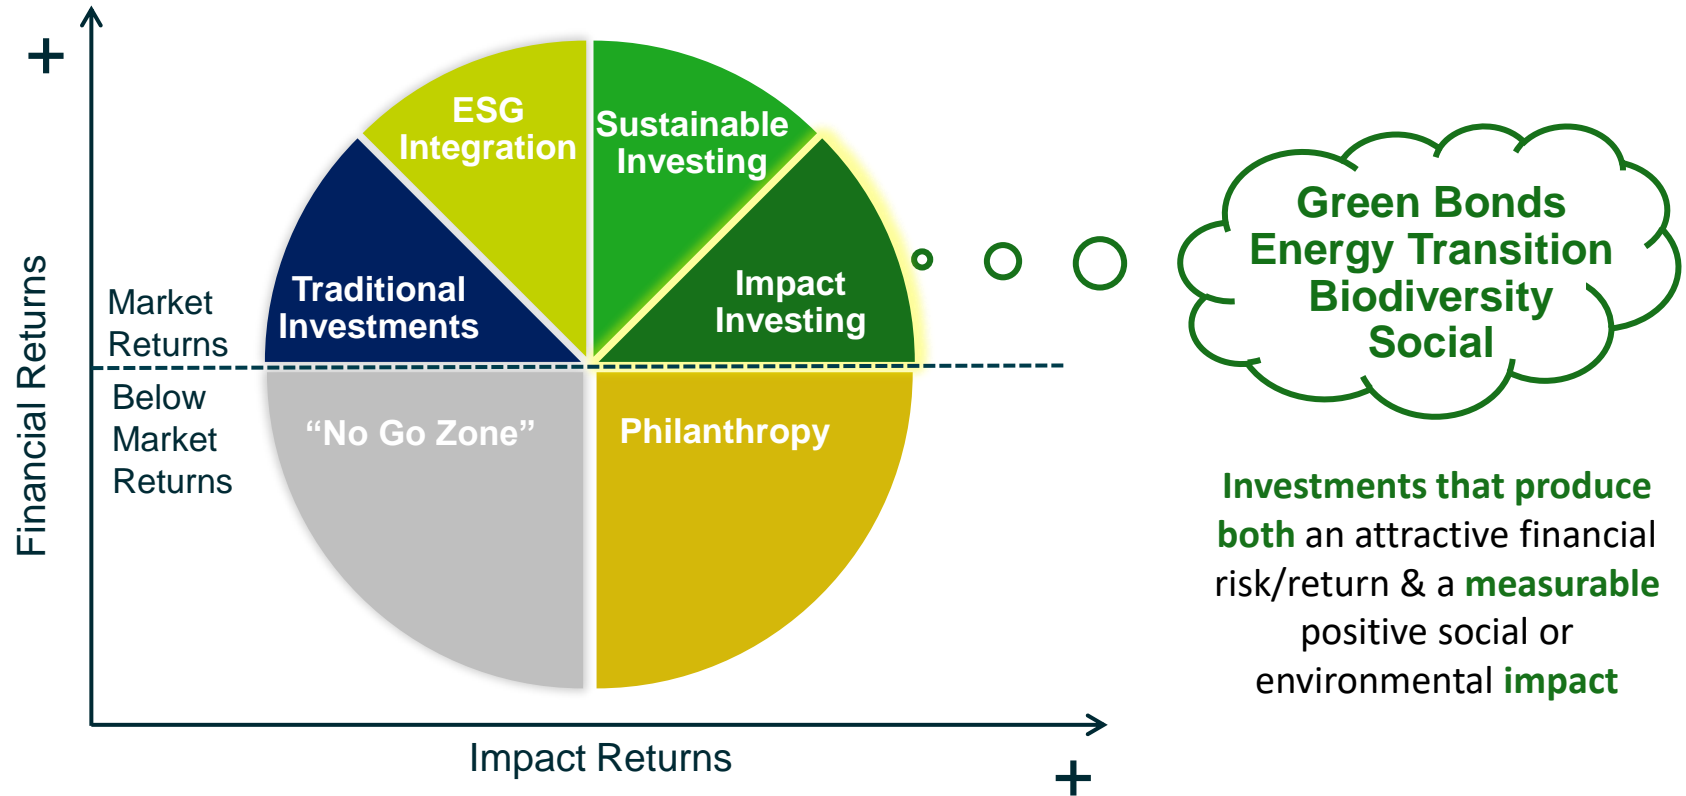 +
Financial Returns
Market
Returns
Below
Market
Returns
ESG
Integration
Sustainable
Investing
Traditional
Investments
Impact
Investing
“No Go Zone”
Philanthropy
Impact Returns
+
Green Bonds
Energy Transition
Biodiversity
Social
Investments that produce
both an attractive financial
risk/return & a measurable
positive social or
environmental impact